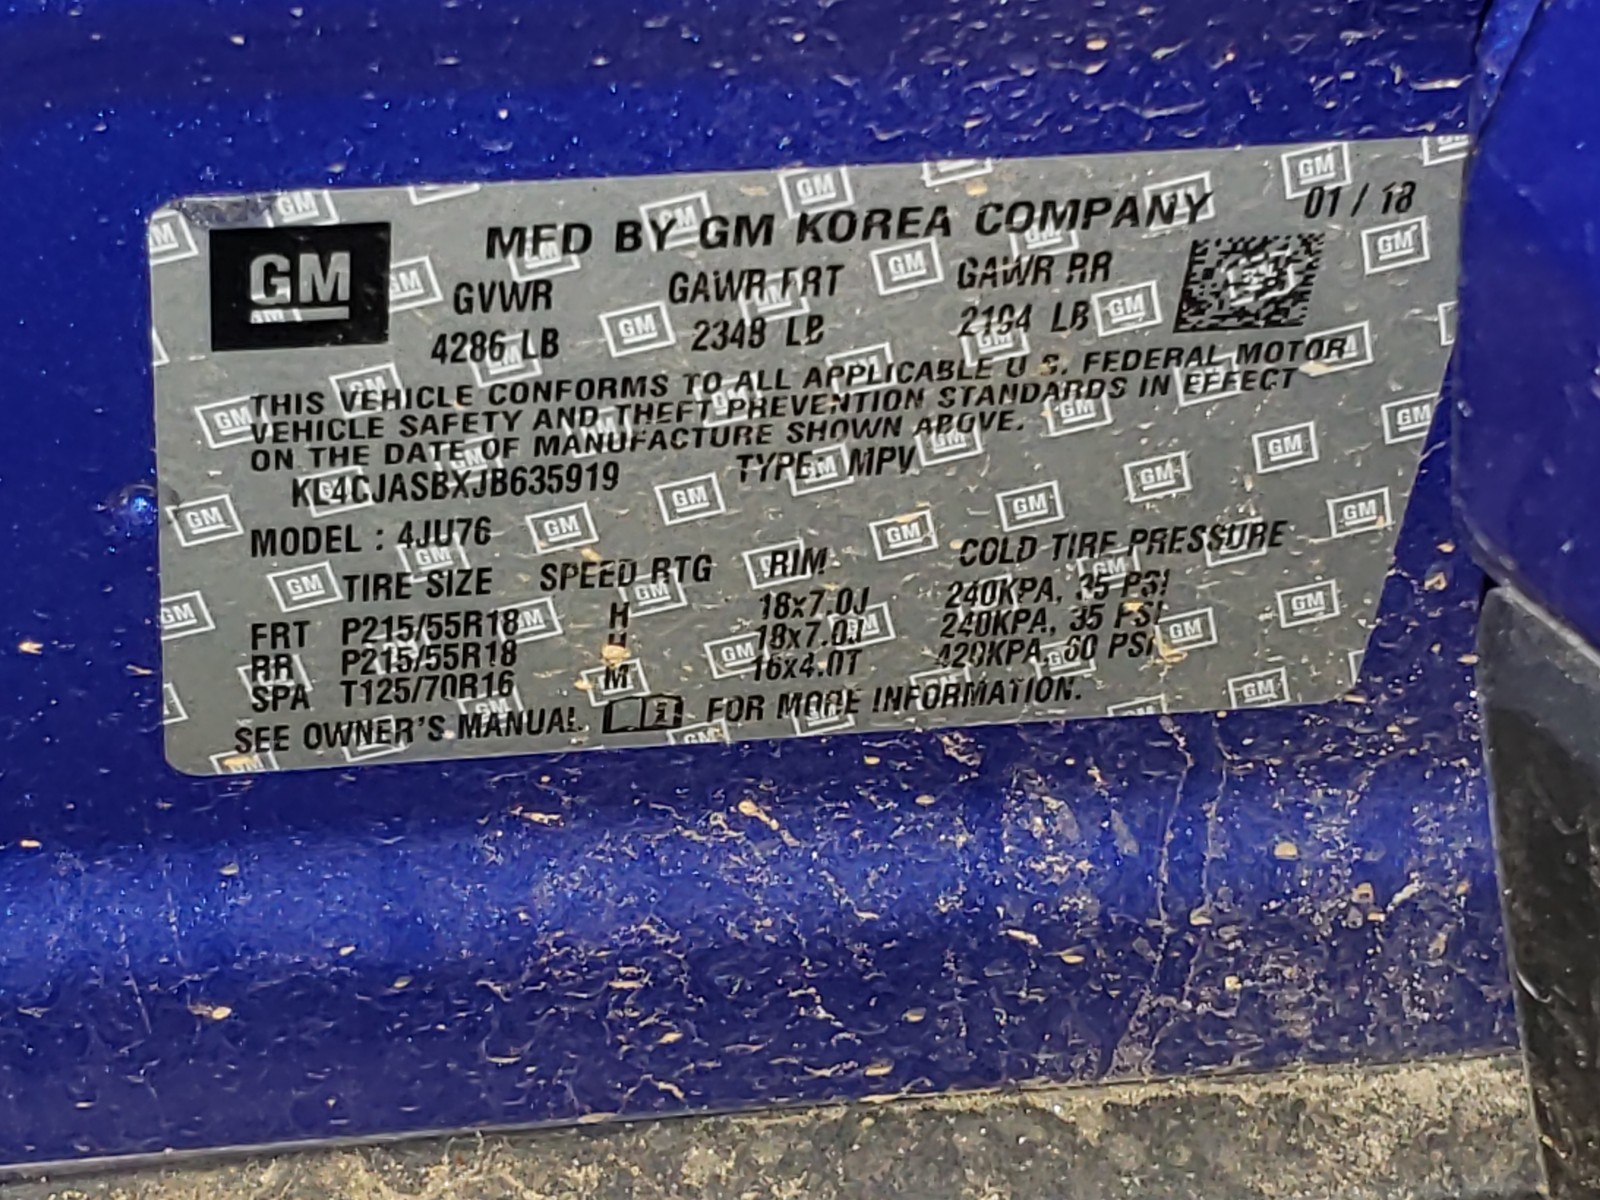 MFD BY GM KOREA COMPANY 01 / 18
GM
GVWR GAWR FRT GAWR RR
4286 LB 2348 LB 2194 LB
THIS VEHICLE CONFORMS TO ALL APPLICABLE U.S. FEDERAL MOTOR
VEHICLE SAFETY AND THEFT PREVENTION STANDARDS IN EFFECT
ON THE DATE OF MANUFACTURE SHOWN ABOVE.
KL4CJASBXJB635919 TYPE: MPV
MODEL : 4JU76
TIRE SIZE SPEED RTG RIM COLD TIRE PRESSURE
FRT P215/55R18 H 18x7.0J 240KPA, 35 PSI
RR P215/55R18 H 18x7.0J 240KPA, 35 PSI
SPA T125/70R16 M 16x4.0T 420KPA, 60 PSI
SEE OWNER'S MANUAL FOR MORE INFORMATION.